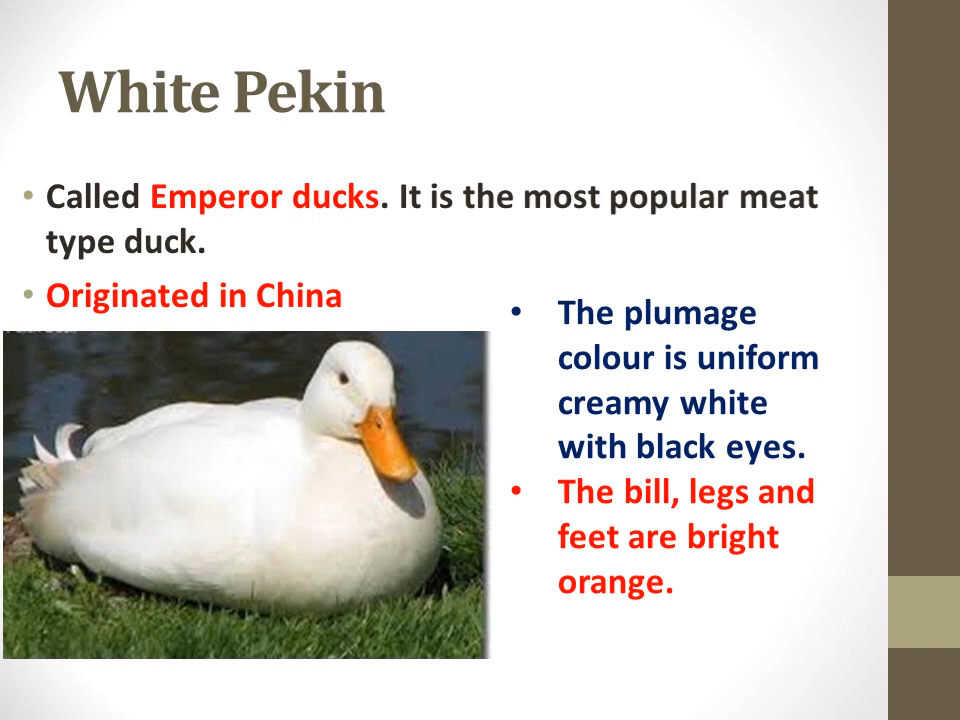 White Pekin
• Called Emperor ducks. It is the most popular meat
type duck.
• Originated in China
• The plumage
colour is uniform
creamy white
with black eyes.
• The bill, legs and
feet are bright
orange.